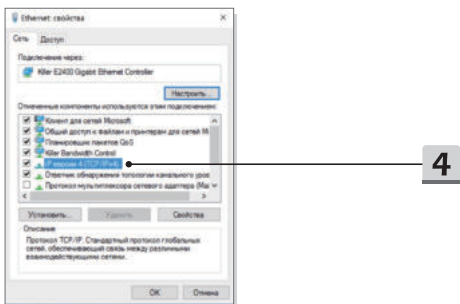 Ethernet: свойства
Сеть Доступ
Подключение через:
Killer E2400 Gigabit Ethernet Controller
Настроить...
Отмеченные компоненты используются этим подключением:
Клиент для сетей Microsoft
Общий доступ к файлам и принтерам для сетей Mi
Планировщик пакетов QoS
Killer Bandwidth Control
IP версии 4 (TCP/IPv4)
Ответчик обнаружения топологии канального уров
Протокол мультиплексора сетевого адаптера (Ма
Установить... Удалить Свойства
Описание
Протокол TCP/IP. Стандартный протокол глобальных
сетей, обеспечивающий связь между различными
взаимодействующими сетями.
ОК Отмена
4